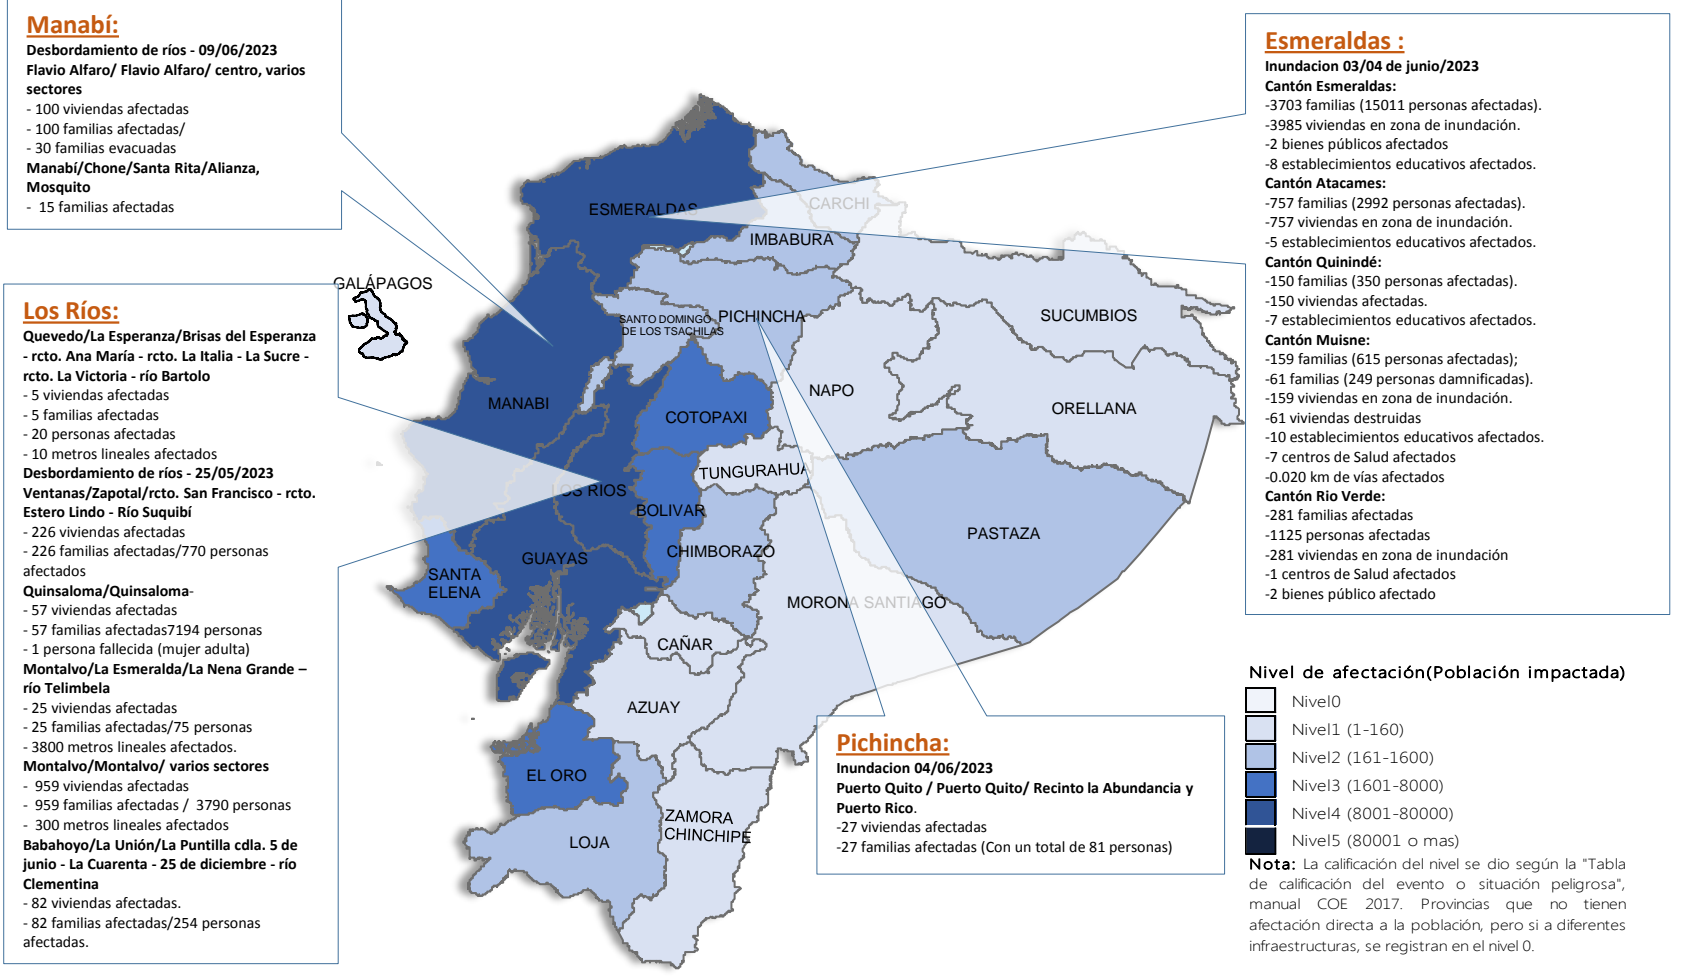 Manabí:
Desbordamiento de ríos - 09/06/2023
Flavio Alfaro/ Flavio Alfaro/ centro, varios
sectores
- 100 viviendas afectadas
- 100 familias afectadas/
- 30 familias evacuadas
Manabí/Chone/Santa Rita/Alianza,
Mosquito
- 15 familias afectadas
Los Ríos:
Quevedo/La Esperanza/Brisas del Esperanza
- rcto. Ana María - rcto. La Italia - La Sucre -
rcto. La Victoria - río Bartolo
- 5 viviendas afectadas
- 5 familias afectadas
- 20 personas afectadas
- 10 metros lineales afectados
Desbordamiento de ríos - 25/05/2023
Ventanas/Zapotal/rcto. San Francisco - rcto.
Estero Lindo - Río Suquibí
- 226 viviendas afectadas
- 226 familias afectadas/770 personas
afectados
Quinsaloma/Quinsaloma-
- 57 viviendas afectadas
- 57 familias afectadas7194 personas
- 1 persona fallecida (mujer adulta)
Montalvo/La Esmeralda/La Nena Grande –
río Telimbela
- 25 viviendas afectadas
- 25 familias afectadas/75 personas
- 3800 metros lineales afectados.
Montalvo/Montalvo/ varios sectores
- 959 viviendas afectadas
- 959 familias afectadas / 3790 personas
- 300 metros lineales afectados
Babahoyo/La Unión/La Puntilla cdla. 5 de
junio - La Cuarenta - 25 de diciembre - río
Clementina
- 82 viviendas afectadas.
- 82 familias afectadas/254 personas
afectadas.
GALÁPAGOS
ESMERALDAS
CARCHI
IMBABURA
SANTO DOMINGO
DE LOS TSACHILAS
PICHINCHA
SUCUMBIOS
MANABI
NAPO
COTOPAXI
ORELLANA
TUNGURAHUA
LOS RIOS
BOLIVAR
PASTAZA
CHIMBORAZO
GUAYAS
SANTA
ELENA
MORONA SANTIAGO
CAÑAR
AZUAY
EL ORO
ZAMORA
CHINCHIPE
LOJA
Esmeraldas :
Inundacion 03/04 de junio/2023
Cantón Esmeraldas:
-3703 familias (15011 personas afectadas).
-3985 viviendas en zona de inundación.
-2 bienes públicos afectados
-8 establecimientos educativos afectados.
Cantón Atacames:
-757 familias (2992 personas afectadas).
-757 viviendas en zona de inundación.
-5 establecimientos educativos afectados.
Cantón Quinindé:
-150 familias (350 personas afectadas).
-150 viviendas afectadas.
-7 establecimientos educativos afectados.
Cantón Muisne:
-159 familias (615 personas afectadas);
-61 familias (249 personas damnificadas).
-159 viviendas en zona de inundación.
-61 viviendas destruidas
-10 establecimientos educativos afectados.
-7 centros de Salud afectados
-0.020 km de vías afectados
Cantón Rio Verde:
-281 familias afectadas
-1125 personas afectadas
-281 viviendas en zona de inundación
-1 centros de Salud afectados
-2 bienes público afectado
Pichincha:
Inundacion 04/06/2023
Puerto Quito / Puerto Quito/ Recinto la Abundancia y
Puerto Rico.
-27 viviendas afectadas
-27 familias afectadas (Con un total de 81 personas)
Nivel de afectación(Población impactada)
Nivel0
Nivel1 (1-160)
Nivel2 (161-1600)
Nivel3 (1601-8000)
Nivel4 (8001-80000)
Nivel5 (80001 o mas)
Nota: La calificación del nivel se dio según la "Tabla
de calificación del evento o situación peligrosa",
manual COE 2017. Provincias que no tienen
afectación directa a la población, pero si a diferentes
infraestructuras, se registran en el nivel 0.